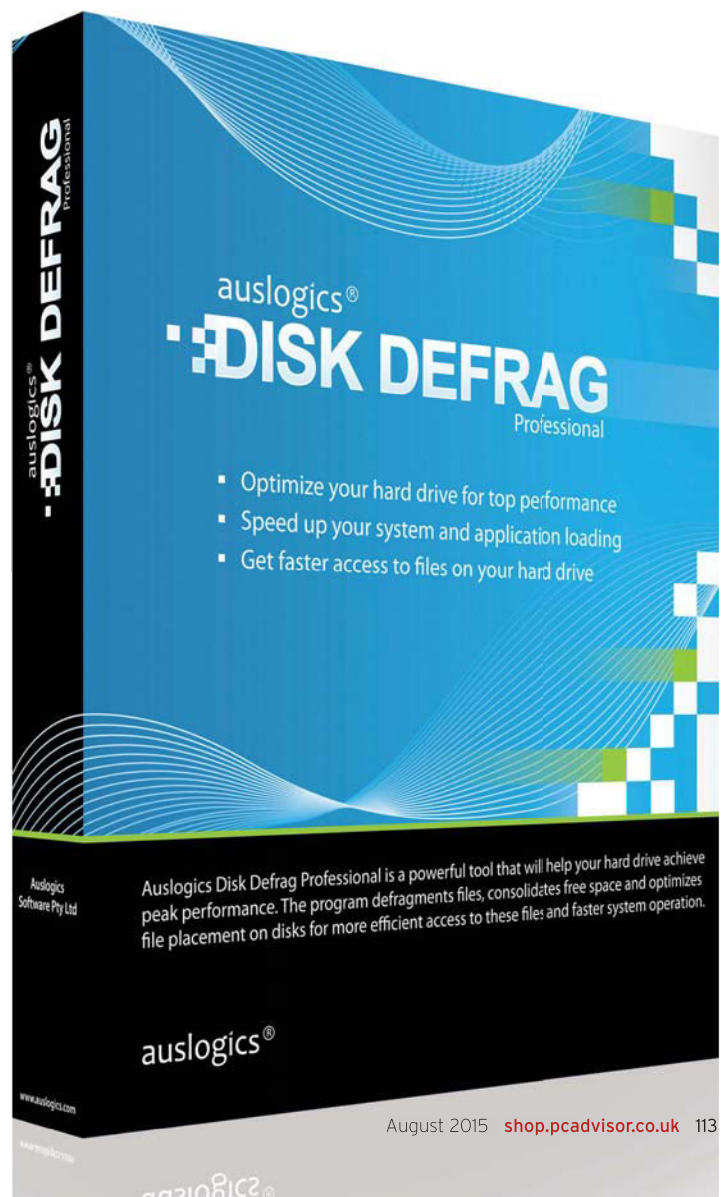 auslogics®
DISK DEFRAG
Professional
auslogics®
DISK DEFRAG
Professional
▪ Optimize your hard drive for top performance
▪ Speed up your system and application loading
▪ Get faster access to files on your hard drive
Auslogics
Software Pty Ltd
www.auslogics.com
Auslogics Disk Defrag Professional is a powerful tool that will help your hard drive achieve
peak performance. The program defragments files, consolidates free space and optimizes
file placement on disks for more efficient access to these files and faster system operation.
auslogics®
August 2015 shop.pcadvisor.co.uk 113